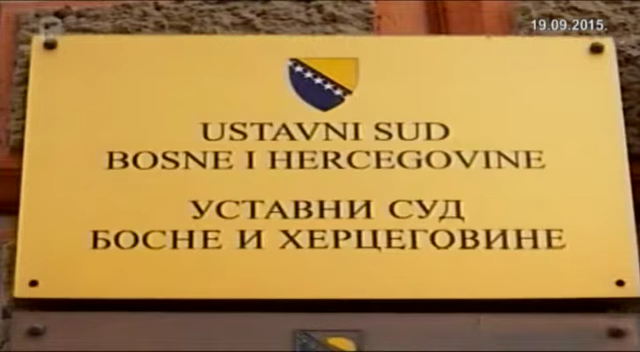 19.09.2015.
USTAVNI SUD
BOSNE I HERCEGOVINE
УСТАВНИ СУД
БОСНЕ И ХЕРЦЕГОВИНЕ